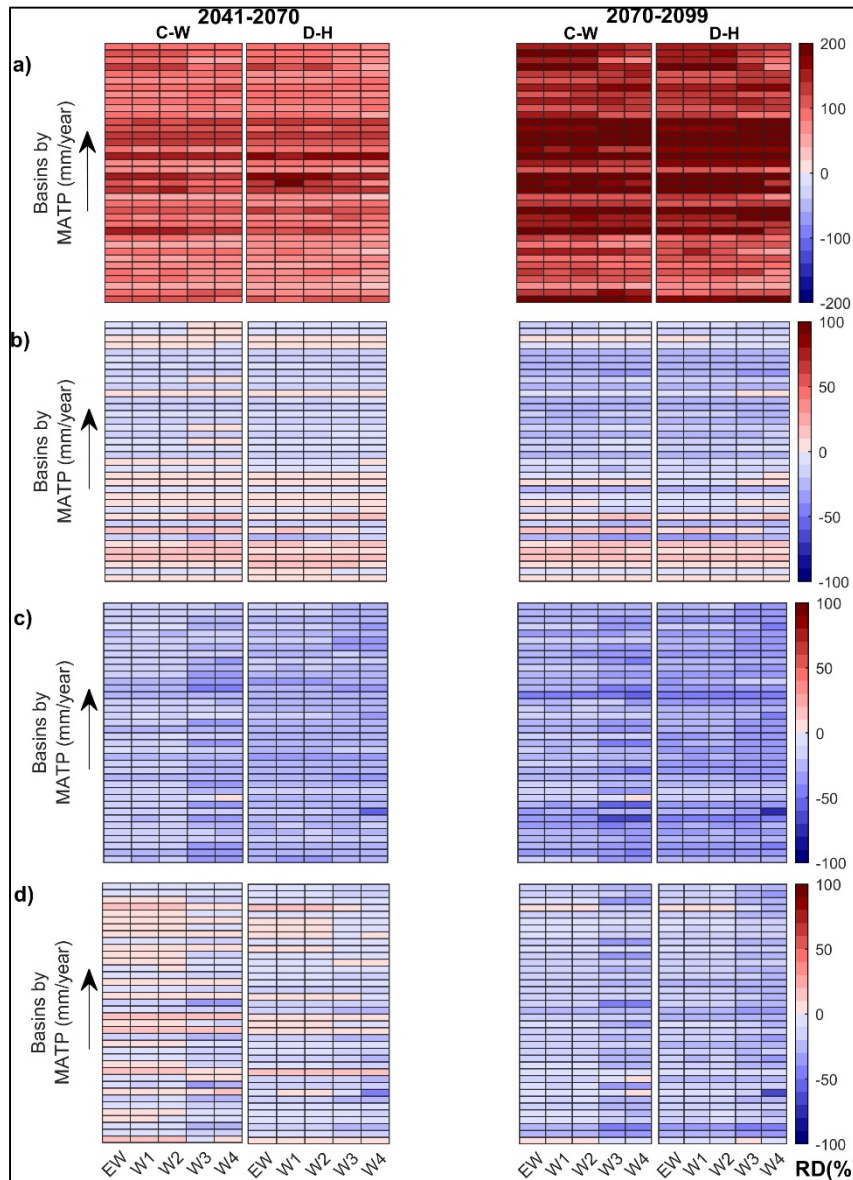 2041-2070 2070-2099
C-W D-H C-W D-H
a)
Basins by
MATP (mm/year)
200
100
0
-100
-200
b)
Basins by
MATP (mm/year)
100
50
0
-50
-100
c)
Basins by
MATP (mm/year)
100
50
0
-50
-100
d)
Basins by
MATP (mm/year)
100
50
0
-50
-100
EW W1 W2 W3 W4 EW W1 W2 W3 W4 EW W1 W2 W3 W4 EW W1 W2 W3 W4 RD(%